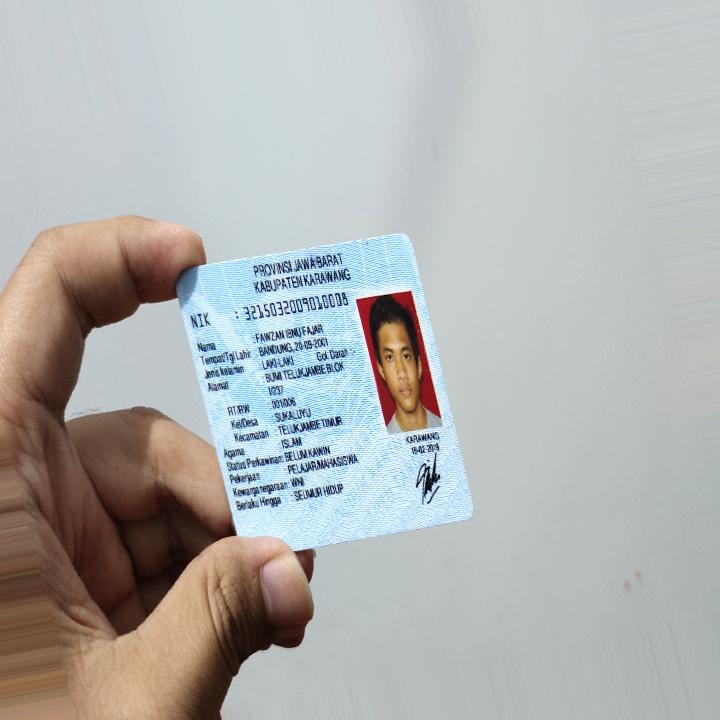 PROVINSI JAWA BARAT
KABUPATEN KARAWANG
NIK : 3215032009010008
Nama : FAWZAN IBNU FAJAR
Tempat/Tgl Lahir : BANDUNG, 20-09-2001
Jenis Kelamin : LAKI-LAKI Gol. Darah : -
Alamat : BUMI TELUKJAMBE BLOK
I/237
RT/RW : 001/006
Kel/Desa : SUKALUYU
Kecamatan : TELUKJAMBE TIMUR
Agama : ISLAM
Status Perkawinan: BELUM KAWIN
Pekerjaan : PELAJAR/MAHASISWA
Kewarganegaraan: WNI
Berlaku Hingga : SEUMUR HIDUP
KARAWANG
18-02-2019